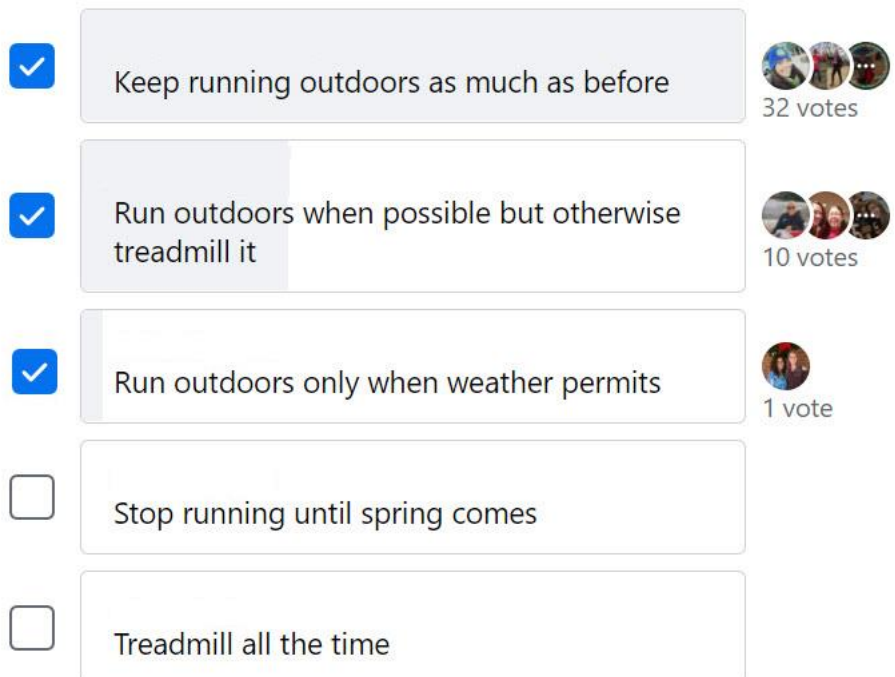 Keep running outdoors as much as before
32 votes
Run outdoors when possible but otherwise
treadmill it
10 votes
Run outdoors only when weather permits
1 vote
Stop running until spring comes
Treadmill all the time